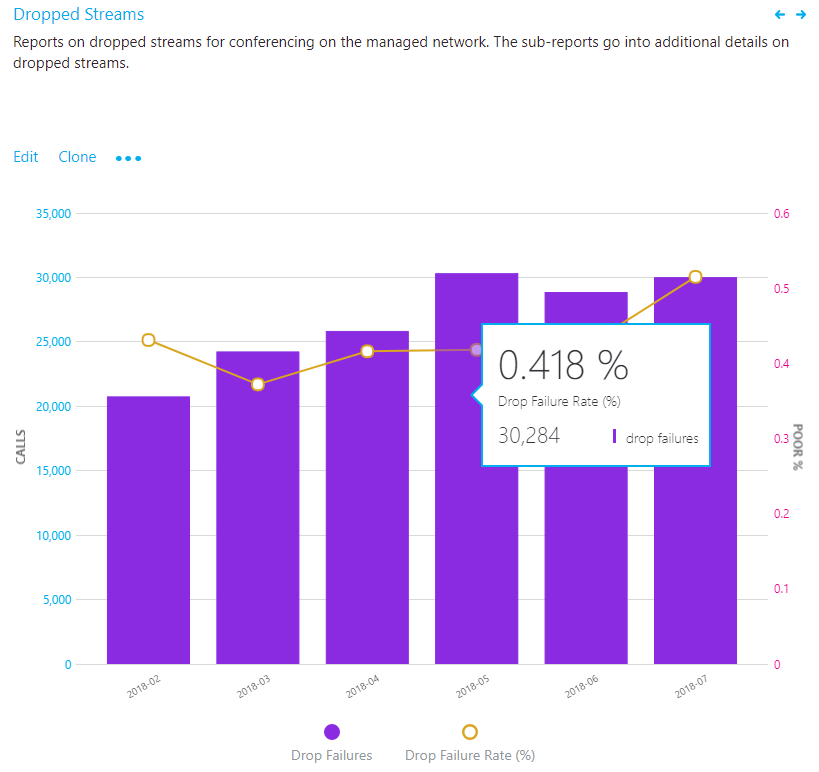 Dropped Streams
Reports on dropped streams for conferencing on the managed network. The sub-reports go into additional details on
dropped streams.
Edit Clone
35,000 0.6
30,000
0.5
25,000
0.4
20,000
0.418 %
Drop Failure Rate (%)
30,284 drop failures
CALLS
0.3
POOR %
15,000
0.2
10,000
0.1
5,000
0 0
2018-02 2018-03 2018-04 2018-05 2018-06 2018-07
Drop Failures Drop Failure Rate (%)